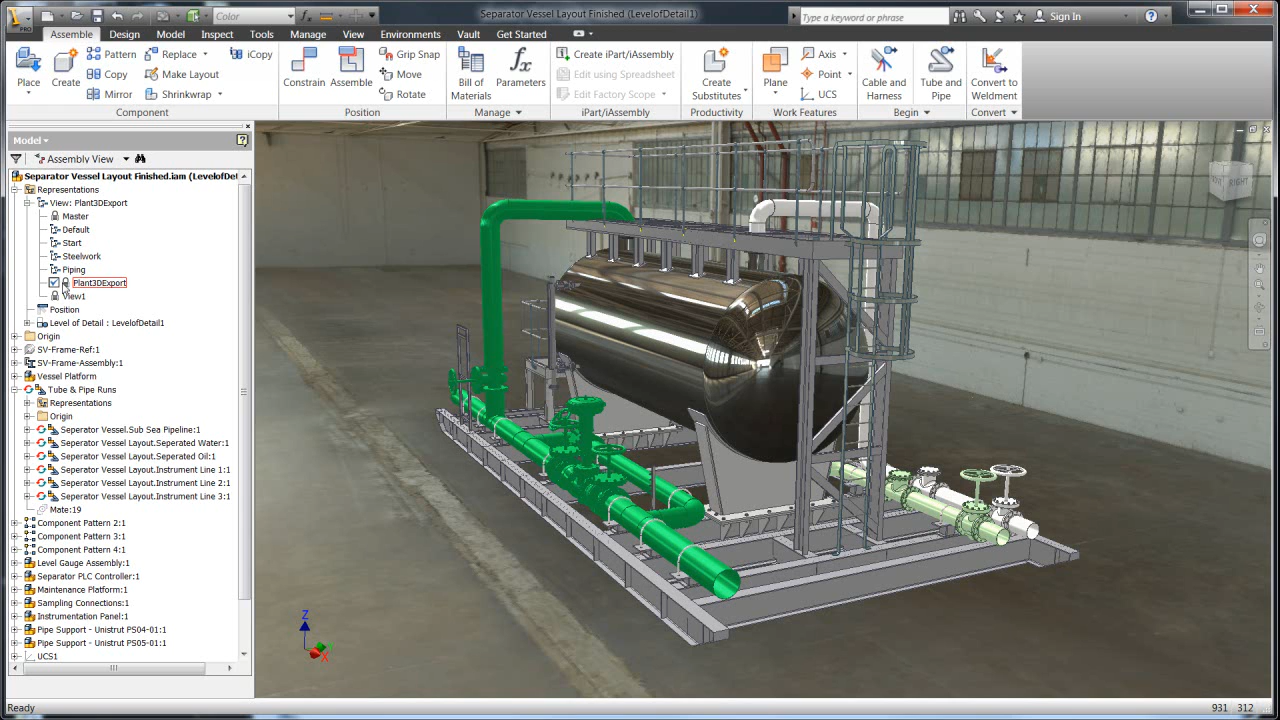 PRO
Color
Separator Vessel Layout Finished (LevelofDetail1)
Type a keyword or phrase
Sign In
Assemble Design Model Inspect Tools Manage View Environments Vault Get Started
Place
Create
Pattern
Copy
Mirror
Replace
Make Layout
Shrinkwrap
iCopy
Component
Constrain
Assemble
Grip Snap
Move
Rotate
Position
Bill of
Materials
Parameters
Manage
Create iPart/iAssembly
Edit using Spreadsheet
Edit Factory Scope
iPart/iAssembly
Create
Substitutes
Productivity
Plane
Axis
Point
UCS
Work Features
Cable and
Harness
Tube and
Pipe
Begin
Convert to
Weldment
Convert
Model
Assembly View
Separator Vessel Layout Finished.iam (LevelofDet
Representations
View: Plant3DExport
Master
Default
Start
Steelwork
Piping
Plant3DExport
View1
Position
Level of Detail : LevelofDetail1
Origin
SV-Frame-Ref:1
SV-Frame-Assembly:1
Vessel Platform
Tube & Pipe Runs
Representations
Origin
Seperator Vessel.Sub Sea Pipeline:1
Seperator Vessel Layout.Seperated Water:1
Seperator Vessel Layout.Seperated Oil:1
Seperator Vessel Layout.Instrument Line 1:1
Seperator Vessel Layout.Instrument Line 2:1
Seperator Vessel Layout.Instrument Line 3:1
Mate:19
Component Pattern 2:1
Component Pattern 3:1
Component Pattern 4:1
Level Gauge Assembly:1
Separator PLC Controller:1
Maintenance Platform:1
Sampling Connections:1
Instrumentation Panel:1
Pipe Support - Unistrut PS04-01:1
Pipe Support - Unistrut PS05-01:1
UCS1
RIGHT
Z
X
Ready
931 312